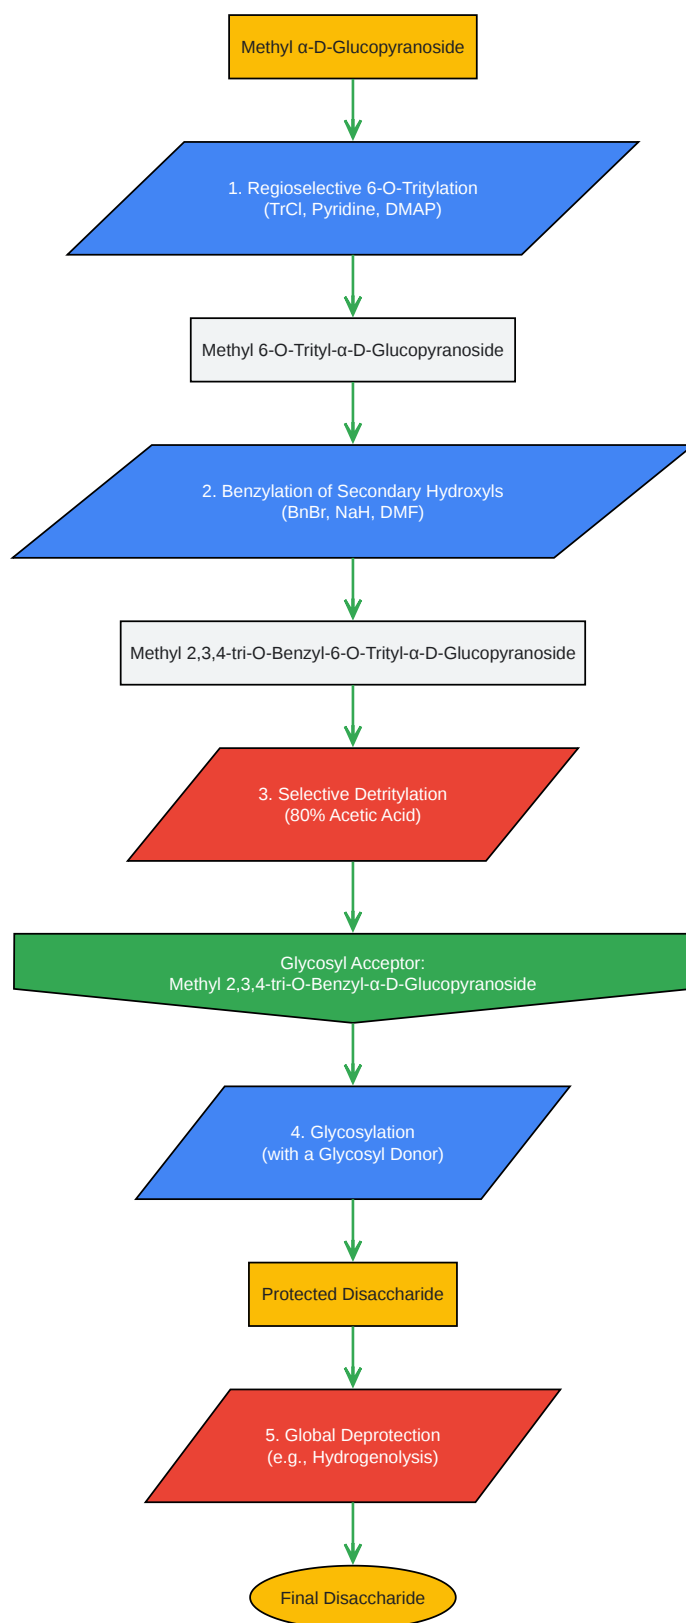 Methyl α-D-Glucopyranoside
1. Regioselective 6-O-Tritylation
(TrCl, Pyridine, DMAP)
Methyl 6-O-Trityl-α-D-Glucopyranoside
2. Benzylation of Secondary Hydroxyls
(BnBr, NaH, DMF)
Methyl 2,3,4-tri-O-Benzyl-6-O-Trityl-α-D-Glucopyranoside
3. Selective Detritylation
(80% Acetic Acid)
Glycosyl Acceptor:
Methyl 2,3,4-tri-O-Benzyl-α-D-Glucopyranoside
4. Glycosylation
(with a Glycosyl Donor)
Protected Disaccharide
5. Global Deprotection
(e.g., Hydrogenolysis)
Final Disaccharide